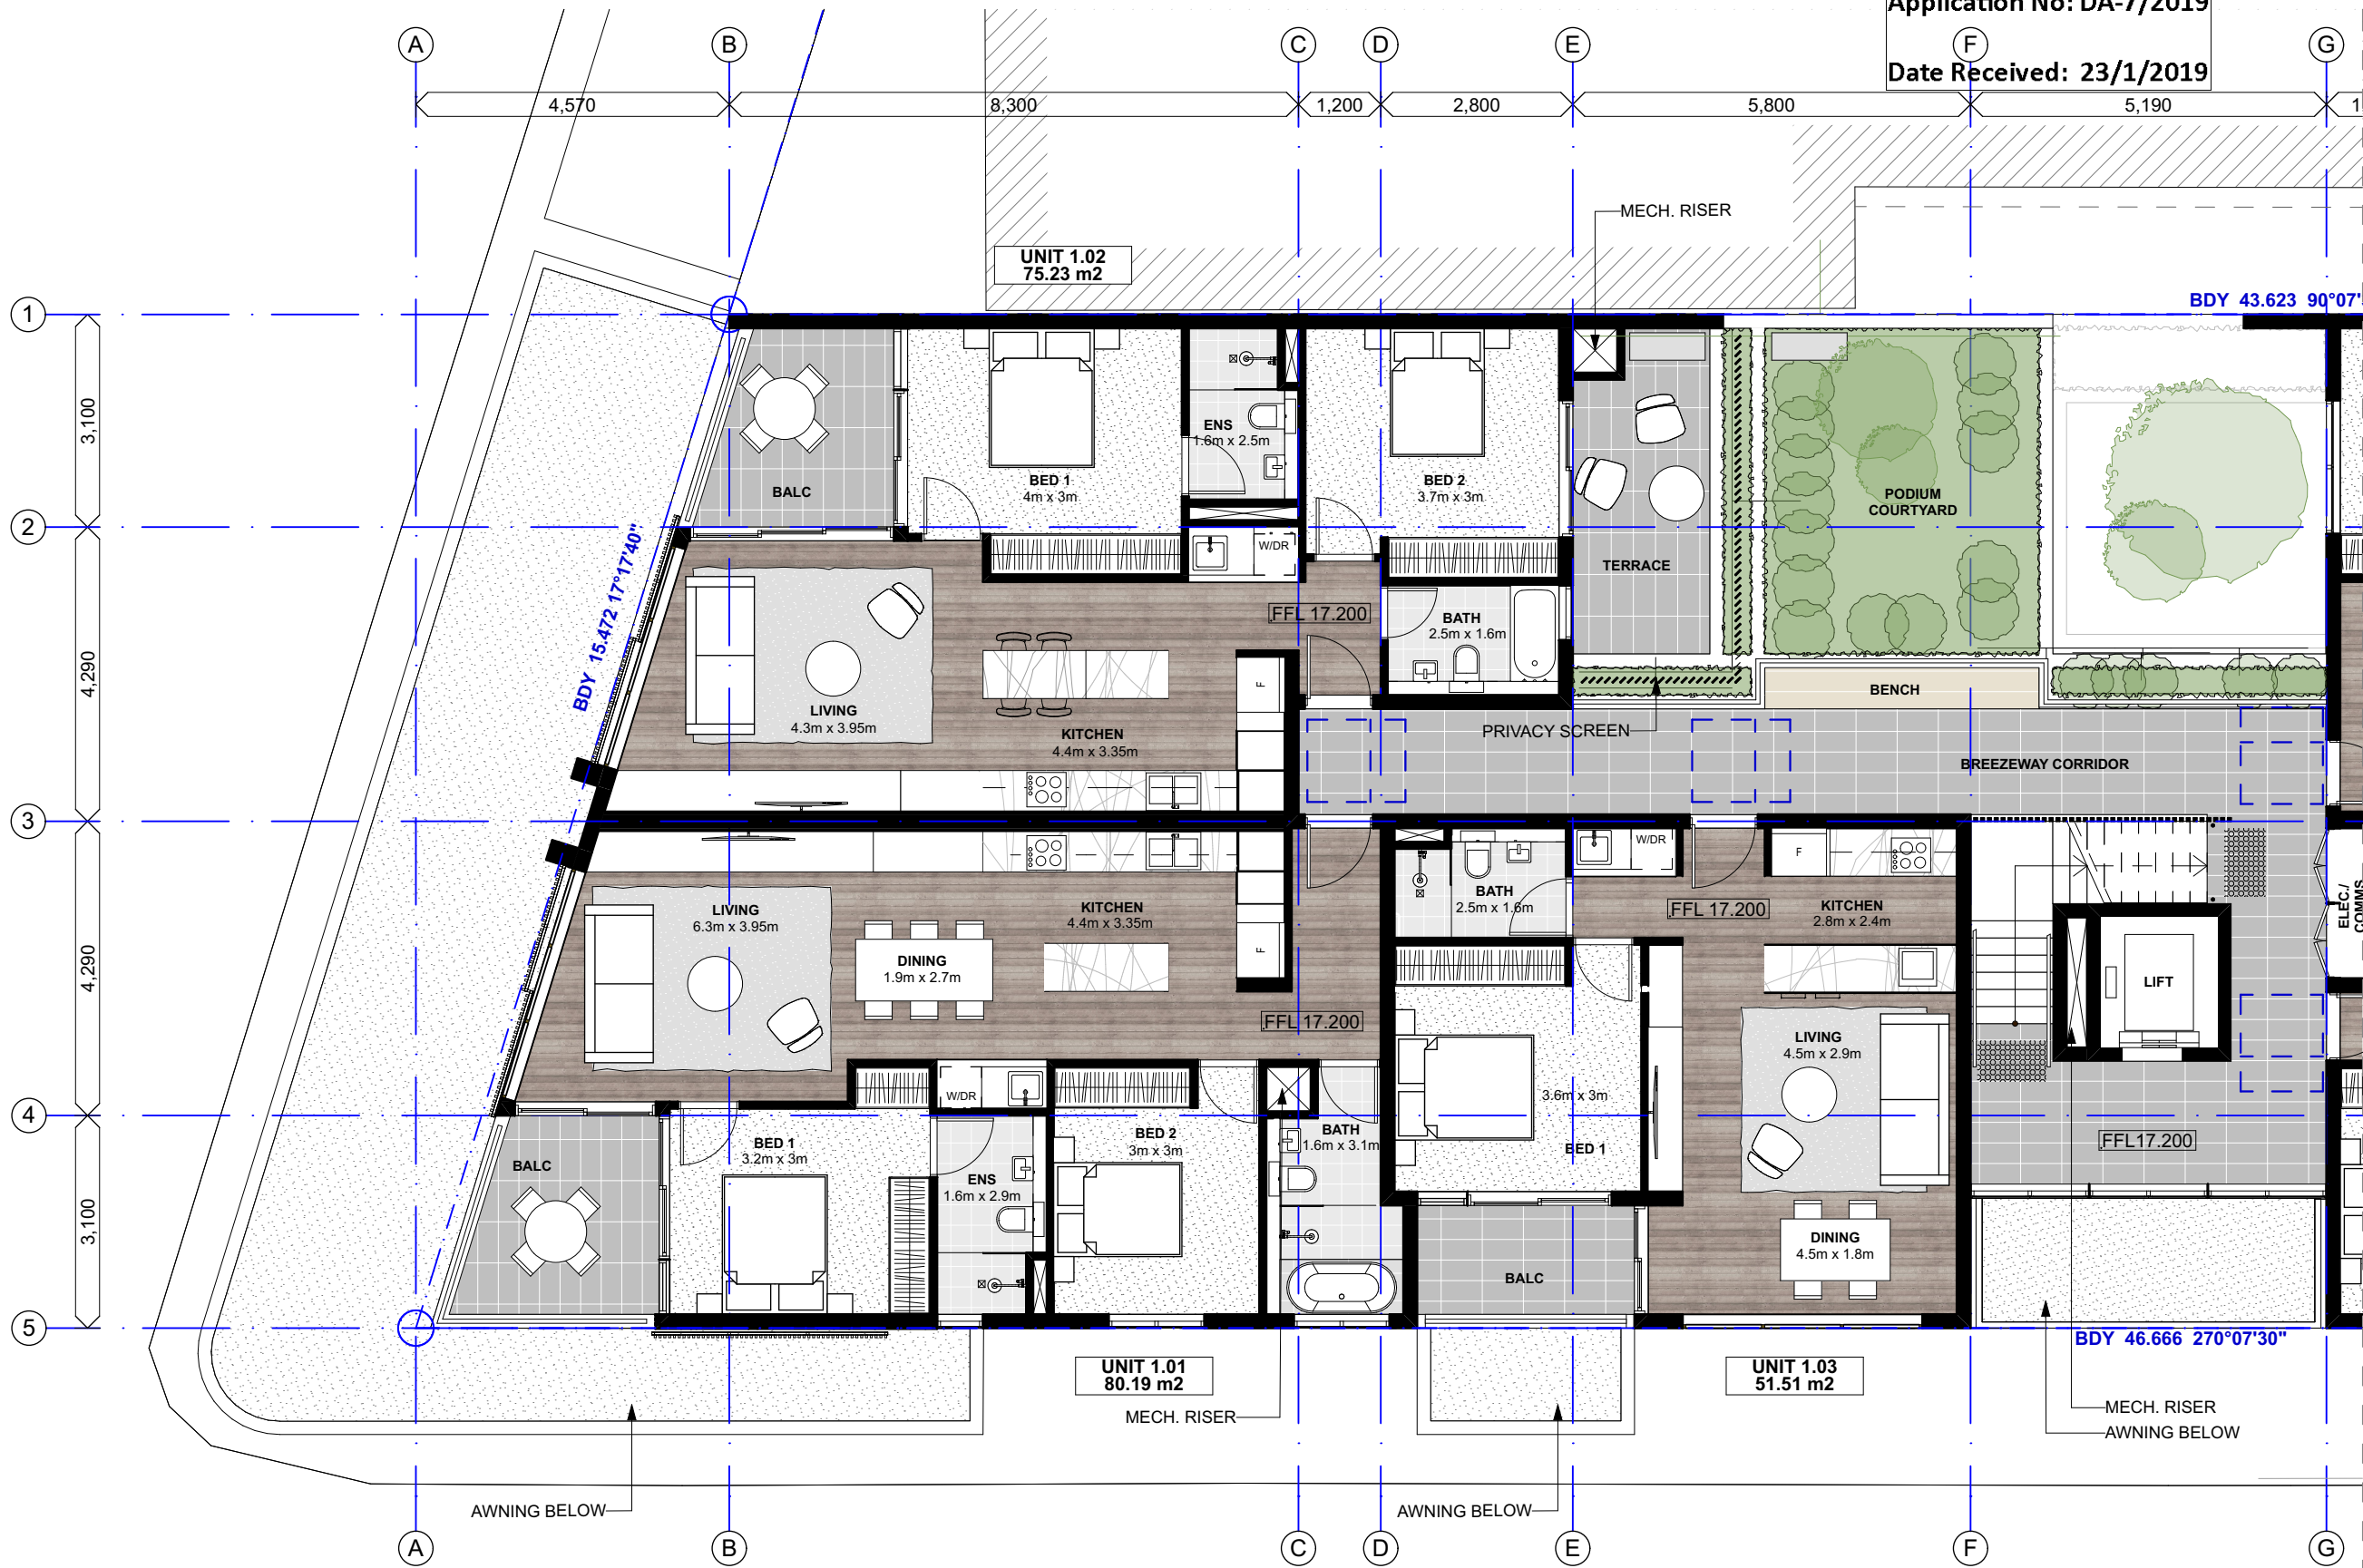 Application No: DA-7/2019
Date Received: 23/1/2019
A
B
C
D
E
F
G
4,570
8,300
1,200
2,800
5,800
5,190
1
MECH. RISER
UNIT 1.02
75.23 m2
BDY 43.623 90°07'
1
2
3
4
5
3,100
4,290
4,290
3,100
BDY 15.472 17°17'40"
BALC
BED 1
4m x 3m
ENS
1.6m x 2.5m
W/DR
BED 2
3.7m x 3m
TERRACE
PODIUM
COURTYARD
FFL 17.200
BATH
2.5m x 1.6m
LIVING
4.3m x 3.95m
KITCHEN
4.4m x 3.35m
F
PRIVACY SCREEN
BENCH
BREEZEWAY CORRIDOR
LIVING
6.3m x 3.95m
DINING
1.9m x 2.7m
KITCHEN
4.4m x 3.35m
F
FFL 17.200
BATH
2.5m x 1.6m
W/DR
F
FFL 17.200
KITCHEN
2.8m x 2.4m
LIVING
4.5m x 2.9m
LIFT
ELEC./
COMMS
W/DR
BALC
BED 1
3.2m x 3m
ENS
1.6m x 2.9m
BED 2
3m x 3m
BATH
1.6m x 3.1m
3.6m x 3m
BED 1
BALC
DINING
4.5m x 1.8m
FFL17.200
BDY 46.666 270°07'30"
UNIT 1.01
80.19 m2
UNIT 1.03
51.51 m2
MECH. RISER
MECH. RISER
AWNING BELOW
AWNING BELOW
AWNING BELOW
A
B
C
D
E
F
G